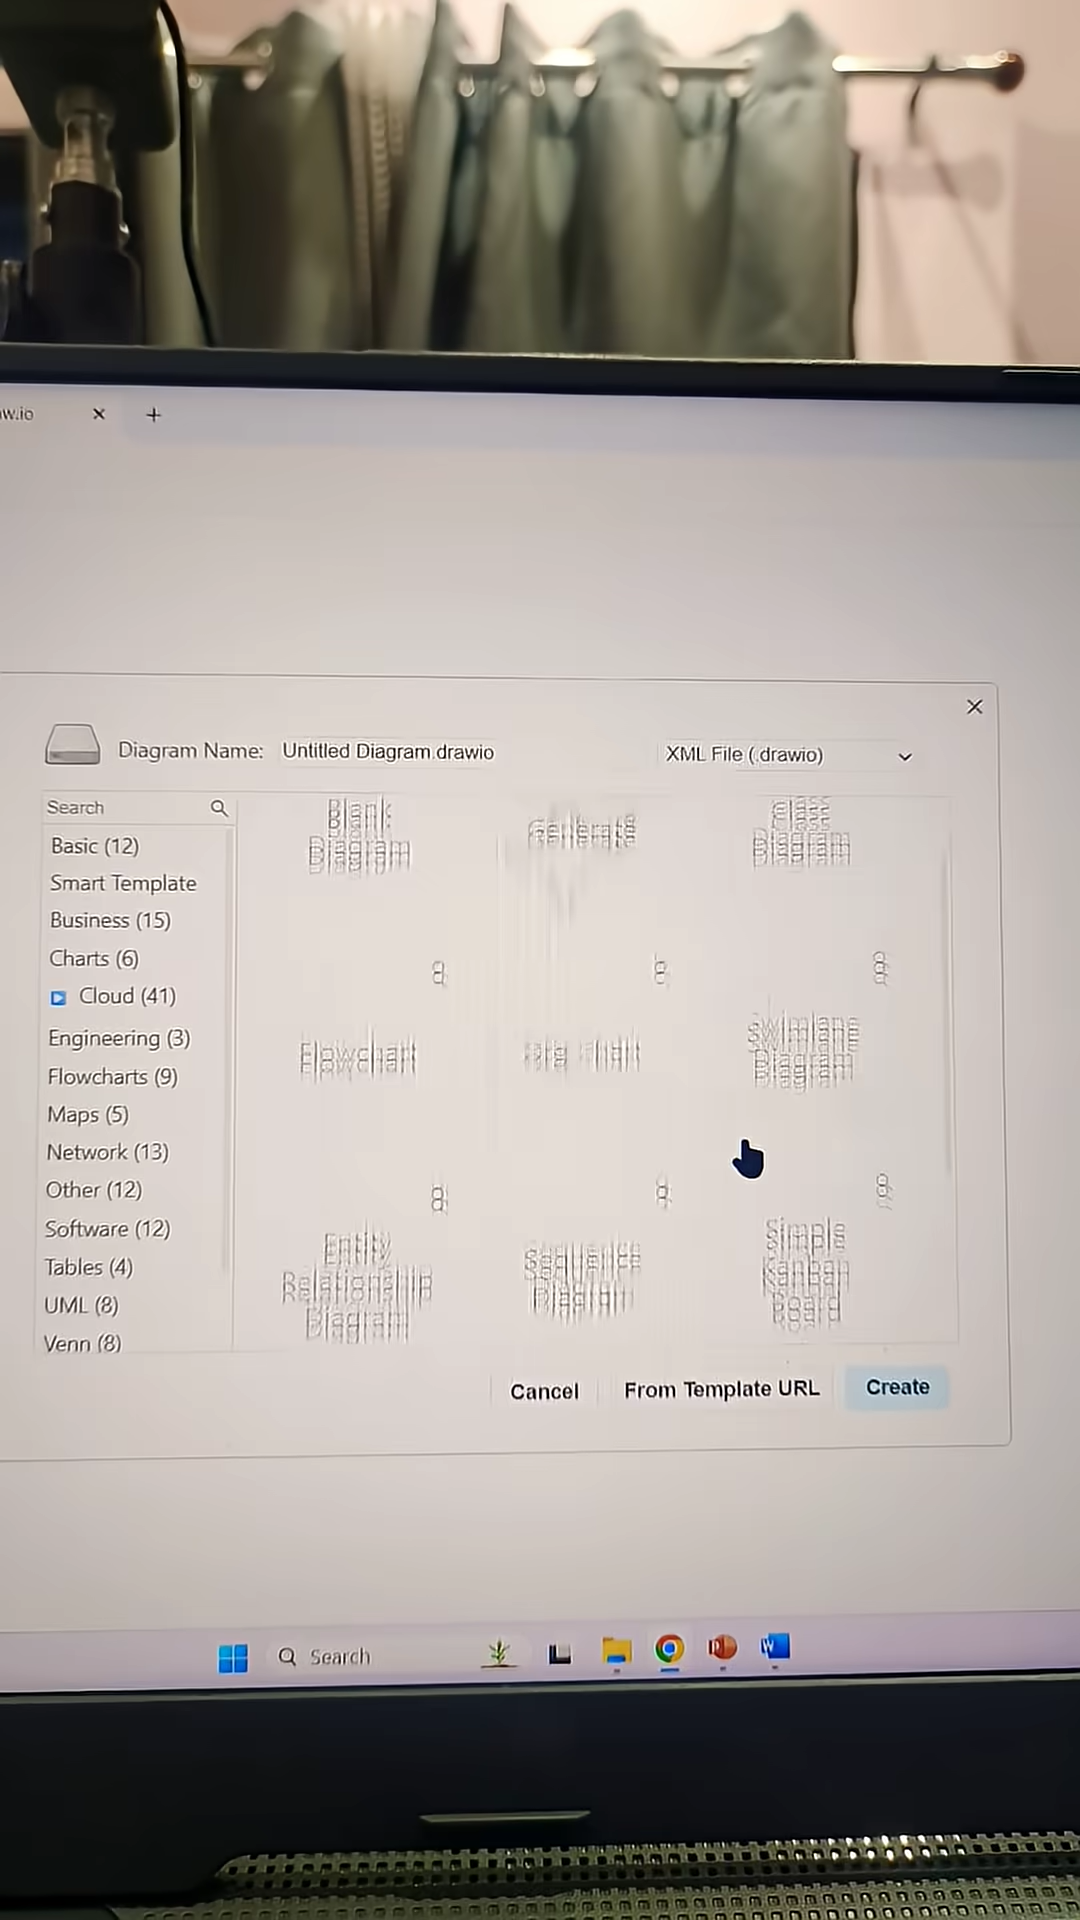 w.io
Diagram Name: Untitled Diagram.drawio XML File (.drawio)
Search
Basic (12)
Smart Template
Business (15)
Charts (6)
Cloud (41)
Engineering (3)
Flowcharts (9)
Maps (5)
Network (13)
Other (12)
Software (12)
Tables (4)
UML (8)
Venn (8)
Blank
Diagram
Generate
Class
Diagram
Flowchart
Swimlane
Diagram
Entity
Relationship
Diagram
Sequence
Diagram
Simple
Kanban
Board
Cancel From Template URL Create
Search